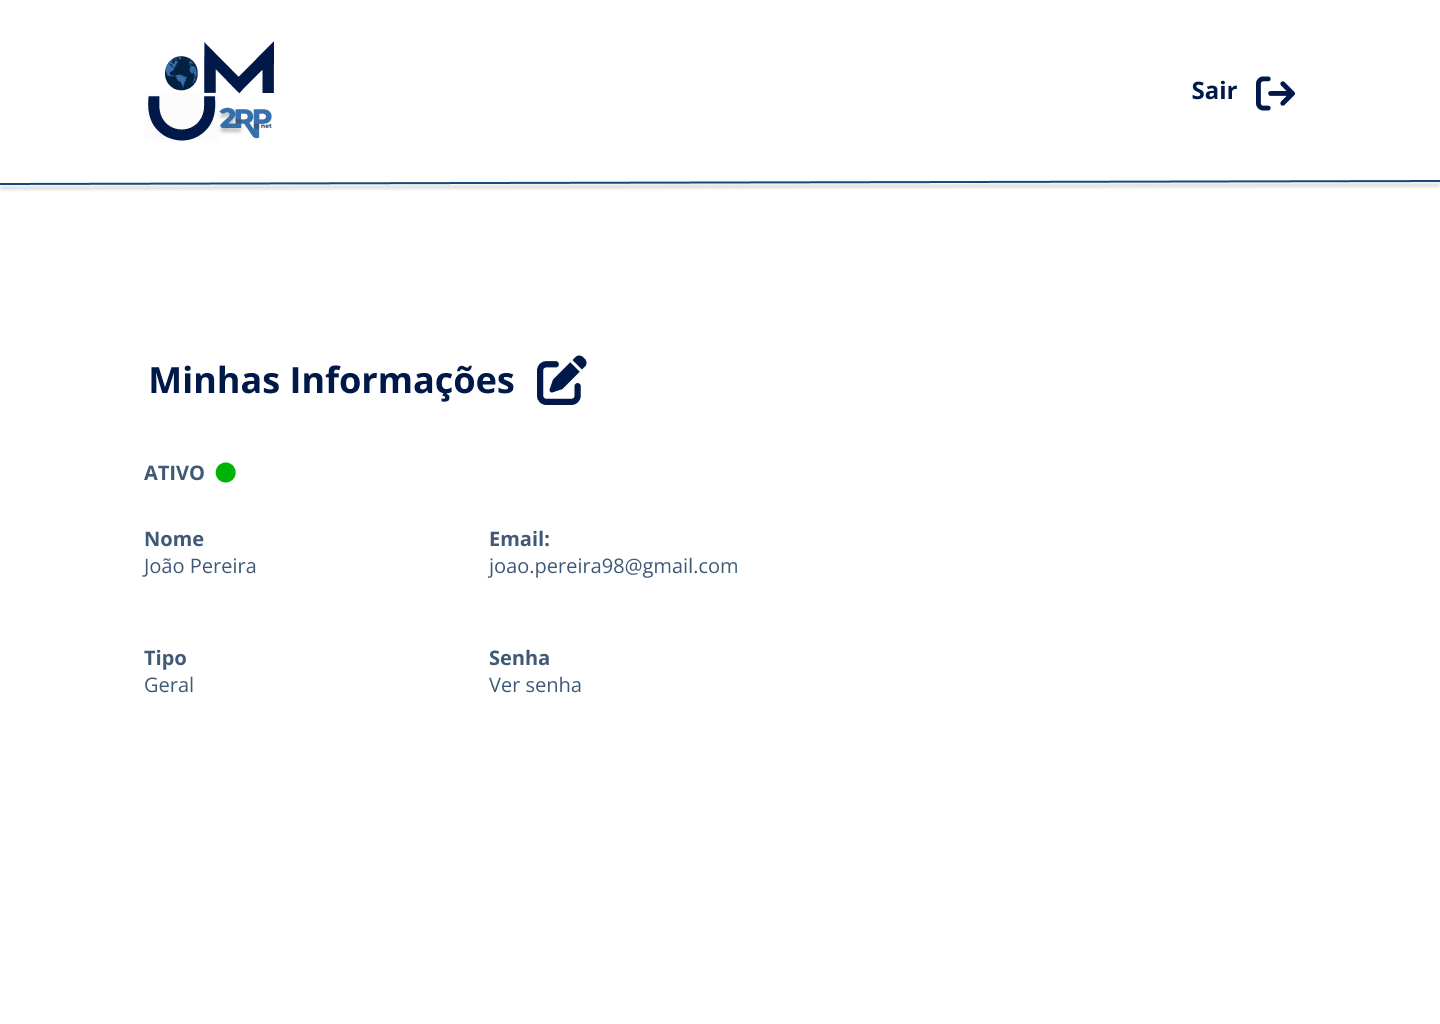 UM
2RP
net
Sair
Minhas Informações
ATIVO
Nome
João Pereira
Email:
joao.pereira98@gmail.com
Tipo
Geral
Senha
Ver senha